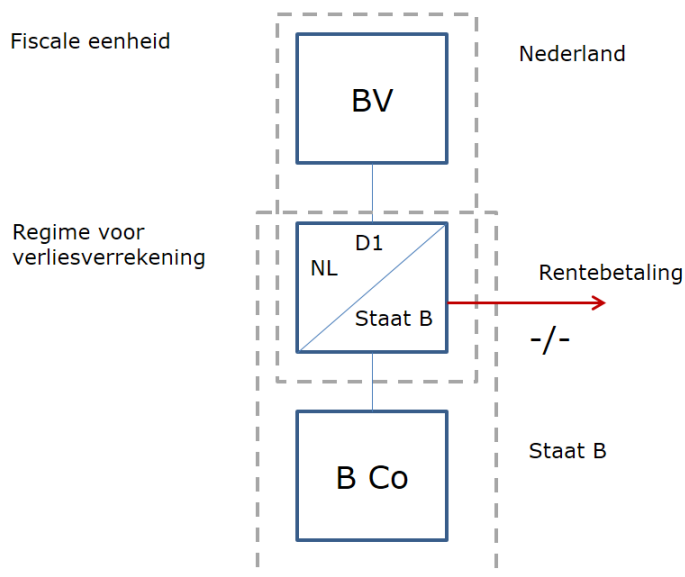 Fiscale eenheid
Nederland
BV
Regime voor
verliesverrekening
D1
NL
Staat B
Rentebetaling
-/-
B Co
Staat B